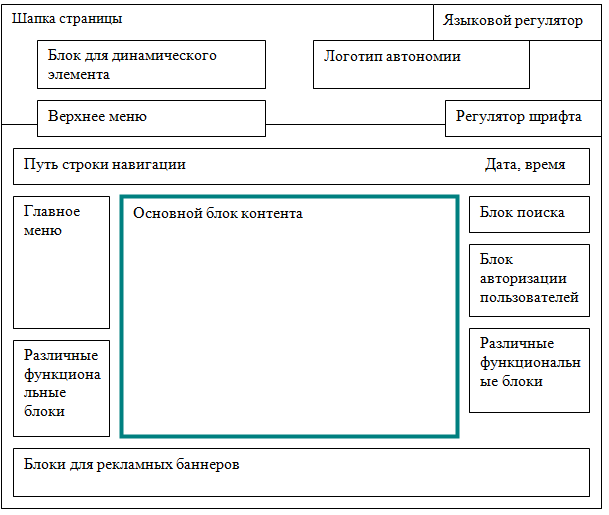 Шапка страницы
Языковой регулятор
Блок для динамического
элемента
Логотип автономии
Верхнее меню
Регулятор шрифта
Путь строки навигации
Дата, время
Главное
меню
Основной блок контента
Блок поиска
Блок
авторизации
пользователей
Различные
функциона
льные
блоки
Различные
функциональн
ые блоки
Блоки для рекламных баннеров